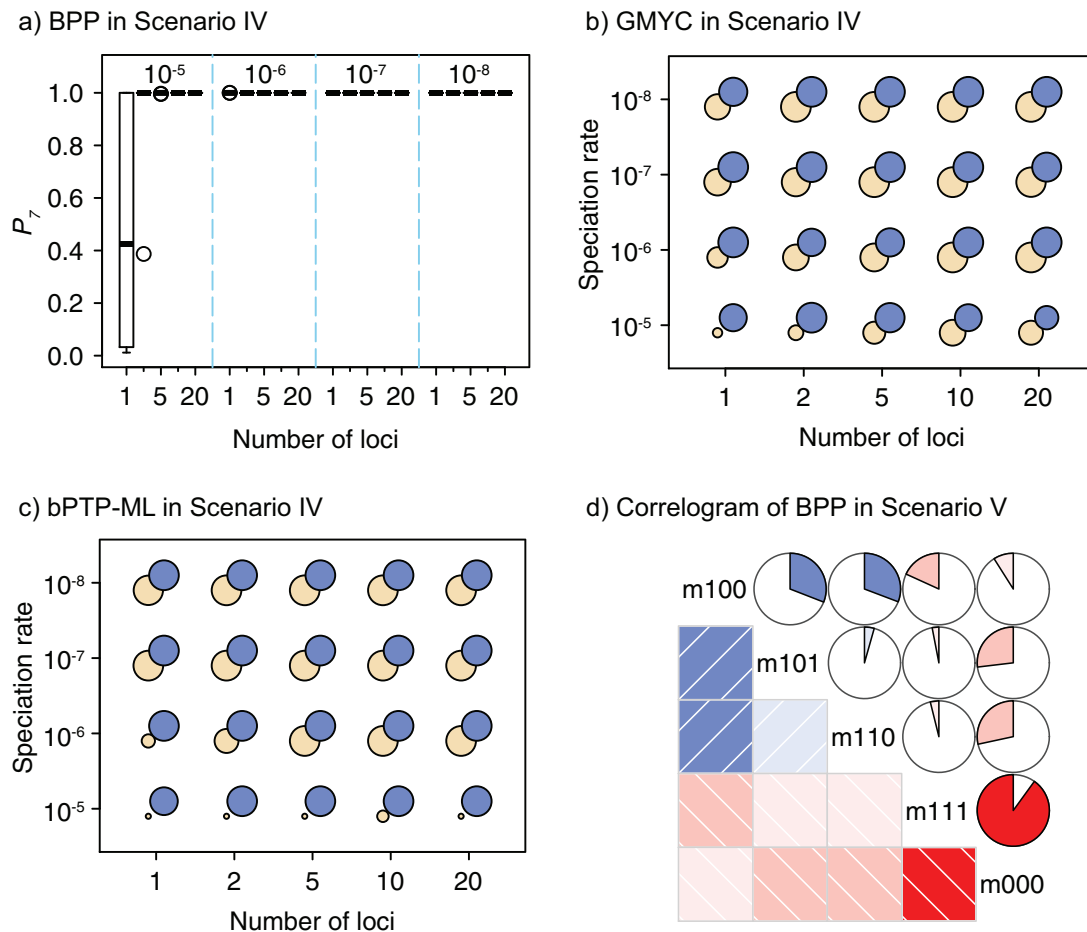 a) BPP in Scenario IV
10⁻⁵ 10⁻⁶ 10⁻⁷ 10⁻⁸
1.0
0.8
0.6
0.4
0.2
0.0
P₇
1 5 20 1 5 20 1 5 20 1 5 20
Number of loci
b) GMYC in Scenario IV
Speciation rate
10⁻⁸
10⁻⁷
10⁻⁶
10⁻⁵
1 2 5 10 20
Number of loci
c) bPTP-ML in Scenario IV
Speciation rate
10⁻⁸
10⁻⁷
10⁻⁶
10⁻⁵
1 2 5 10 20
Number of loci
d) Correlogram of BPP in Scenario V
m100
m101
m110
m111
m000